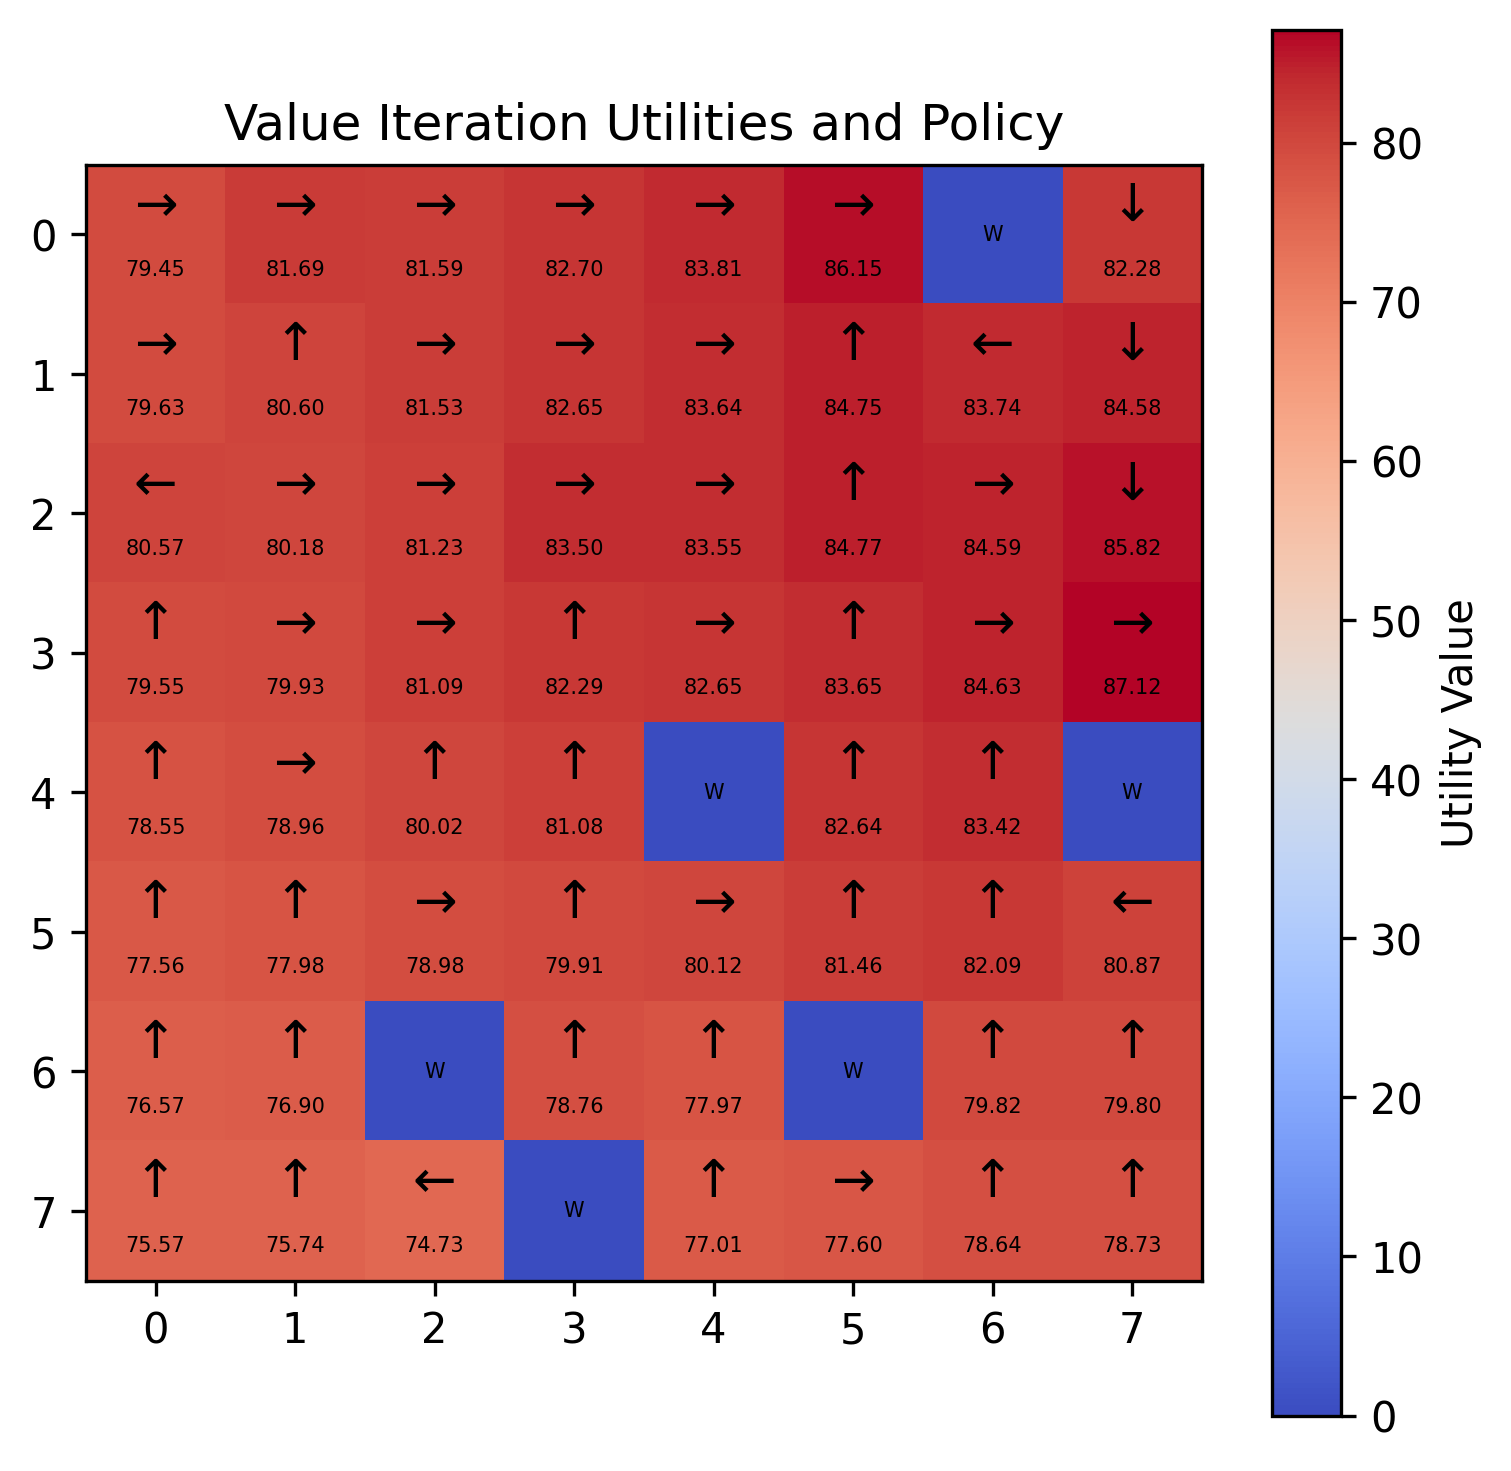 Value Iteration Utilities and Policy
0 → → → → → → W ↓
79.45 81.69 81.59 82.70 83.81 86.15 82.28
1 → ↑ → → → ↑ ← ↓
79.63 80.60 81.53 82.65 83.64 84.75 83.74 84.58
2 ← → → → → ↑ → ↓
80.57 80.18 81.23 83.50 83.55 84.77 84.59 85.82
3 ↑ → → ↑ → ↑ → →
79.55 79.93 81.09 82.29 82.65 83.65 84.63 87.12
4 ↑ → ↑ ↑ W ↑ ↑ W
78.55 78.96 80.02 81.08 82.64 83.42
5 ↑ ↑ → ↑ → ↑ ↑ ←
77.56 77.98 78.98 79.91 80.12 81.46 82.09 80.87
6 ↑ ↑ W ↑ ↑ W ↑ ↑
76.57 76.90 78.76 77.97 79.82 79.80
7 ↑ ↑ ← W ↑ → ↑ ↑
75.57 75.74 74.73 77.01 77.60 78.64 78.73
0 1 2 3 4 5 6 7
80
70
60
50
40
30
20
10
0
Utility Value